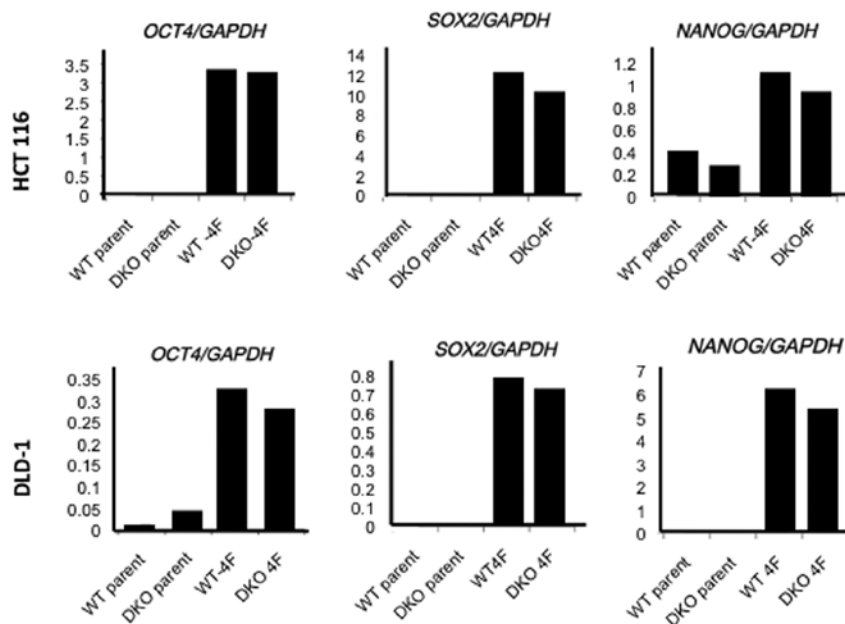 HCT 116
OCT4/GAPDH
3.5
3
2.5
2
1.5
1
0.5
0
WT parent
DKO parent
WT -4F
DKO-4F
SOX2/GAPDH
14
12
10
8
6
4
2
0
WT parent
DKO parent
WT4F
DKO4F
NANOG/GAPDH
1.2
1
0.8
0.6
0.4
0.2
0
WT parent
DKO parent
WT-4F
DKO4F
DLD-1
OCT4/GAPDH
0.35
0.3
0.25
0.2
0.15
0.1
0.05
0
WT parent
DKO parent
WT-4F
DKO 4F
SOX2/GAPDH
0.8
0.7
0.6
0.5
0.4
0.3
0.2
0.1
0
WT parent
DKO parent
WT4F
DKO 4F
NANOG/GAPDH
7
6
5
4
3
2
1
0
WT parent
DKO parent
WT 4F
DKO 4F